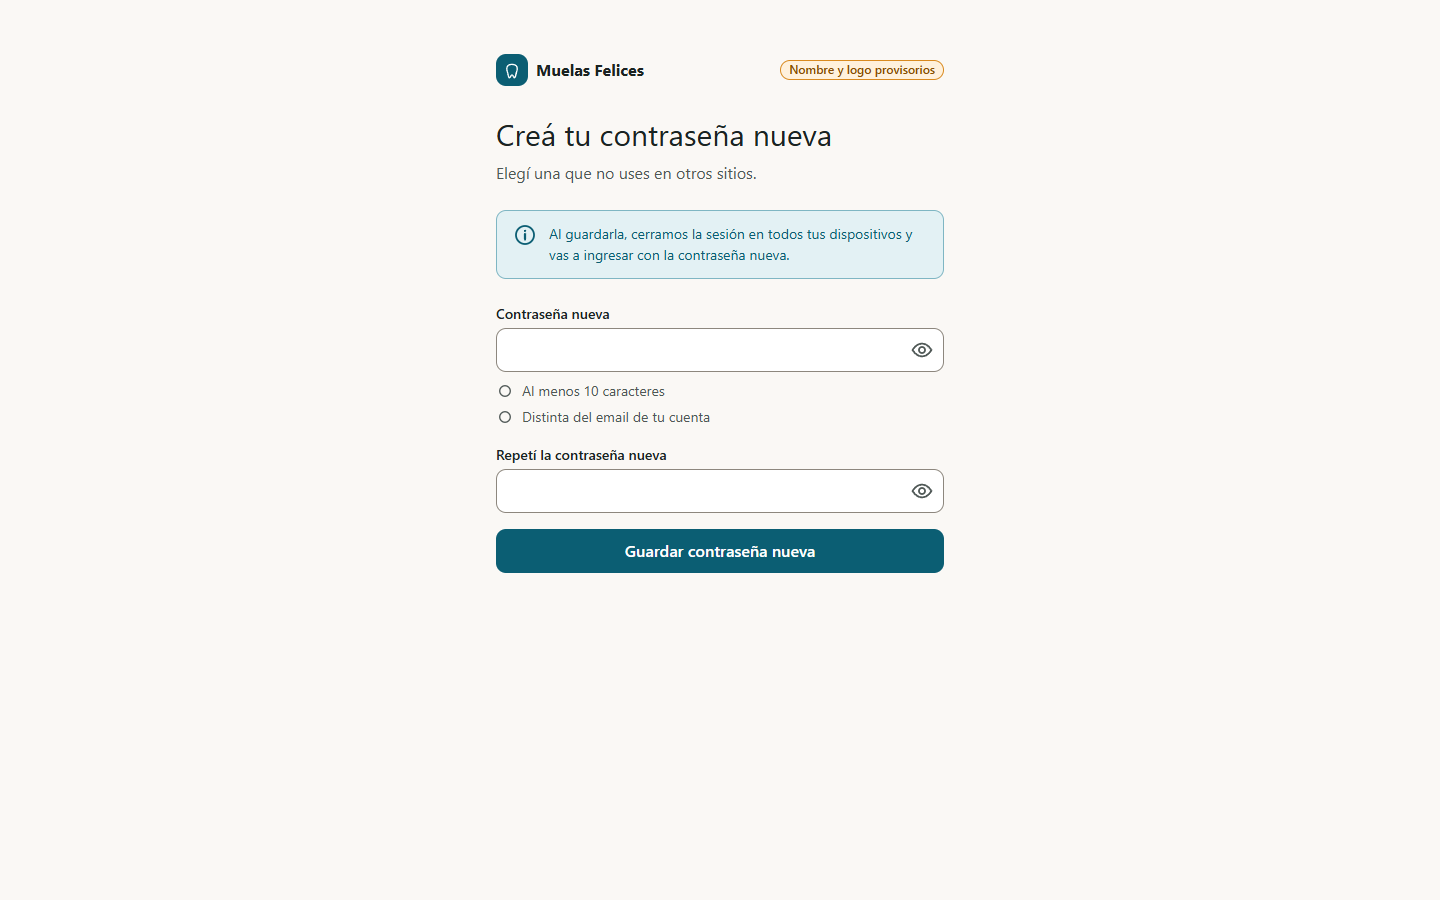 Muelas Felices
Nombre y logo provisorios
Creá tu contraseña nueva
Elegí una que no uses en otros sitios.
Al guardarla, cerramos la sesión en todos tus dispositivos y
vas a ingresar con la contraseña nueva.
Contraseña nueva
Al menos 10 caracteres
Distinta del email de tu cuenta
Repetí la contraseña nueva
Guardar contraseña nueva